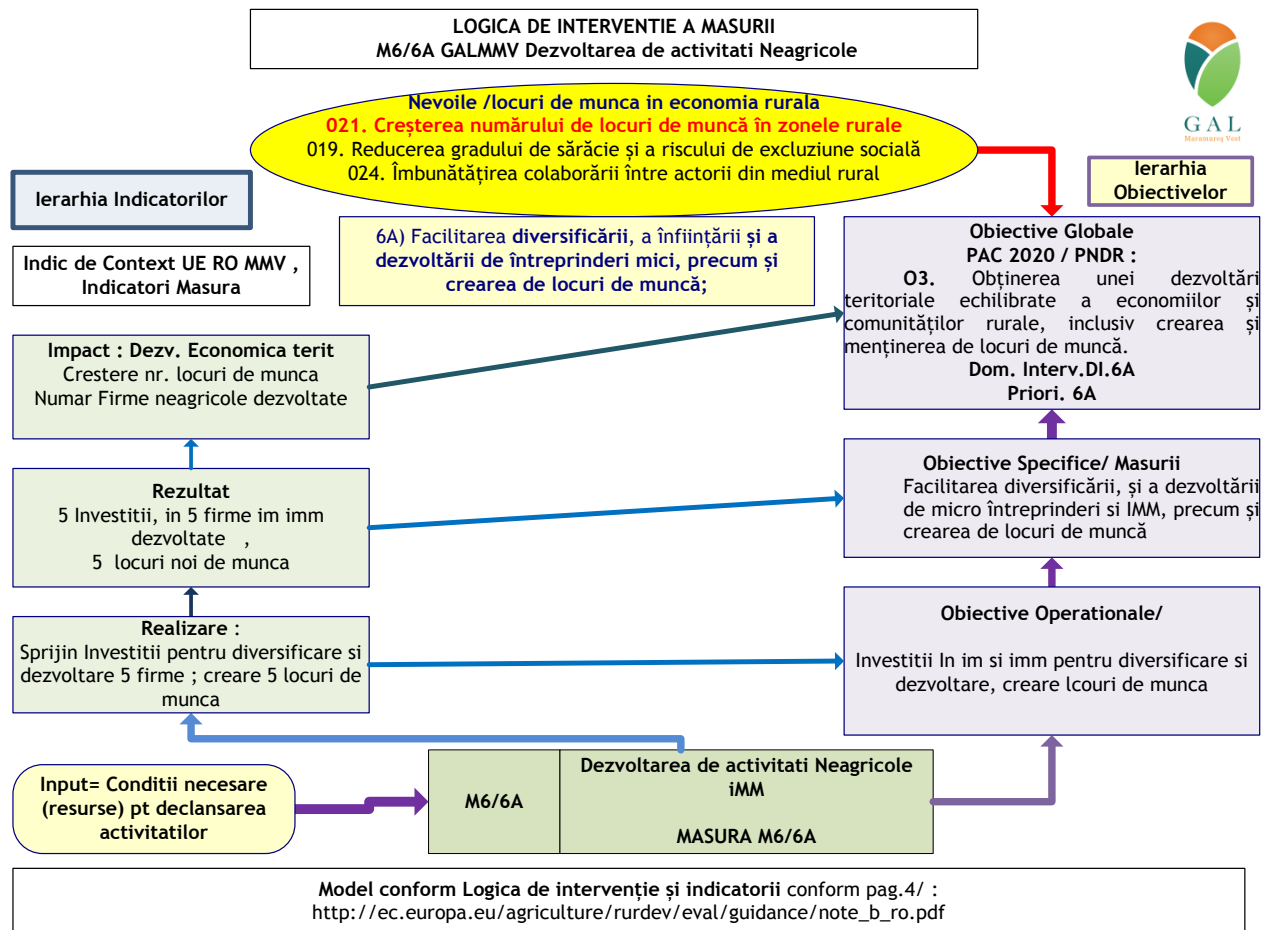 LOGICA DE INTERVENTIE A MASURII
M6/6A GALMMV Dezvoltarea de activitati Neagricole
GAL
Maramureș Vest
Nevoile /locuri de munca in economia rurala
021. Creșterea numărului de locuri de muncă în zonele rurale
019. Reducerea gradului de sărăcie și a riscului de excluziune socială
024. Îmbunătățirea colaborării între actorii din mediul rural
Ierarhia Indicatorilor
Ierarhia
Obiectivelor
Indic de Context UE RO MMV ,
Indicatori Masura
6A) Facilitarea diversificării, a înființării și a
dezvoltării de întreprinderi mici, precum și
crearea de locuri de muncă;
Obiective Globale
PAC 2020 / PNDR :
O3. Obținerea unei dezvoltări
teritoriale echilibrate a economiilor și
comunităților rurale, inclusiv crearea și
menținerea de locuri de muncă.
Dom. Interv.DI.6A
Priori. 6A
Impact : Dezv. Economica terit
Crestere nr. locuri de munca
Numar Firme neagricole dezvoltate
Rezultat
5 Investitii, in 5 firme im imm
dezvoltate ,
5 locuri noi de munca
Obiective Specifice/ Masurii
Facilitarea diversificării, și a dezvoltării
de micro întreprinderi si IMM, precum și
crearea de locuri de muncă
Realizare :
Sprijin Investitii pentru diversificare si
dezvoltare 5 firme ; creare 5 locuri de
munca
Obiective Operationale/
Investitii In im si imm pentru diversificare si
dezvoltare, creare lcouri de munca
Input= Conditii necesare
(resurse) pt declansarea
activitatilor
M6/6A
Dezvoltarea de activitati Neagricole
iMM
MASURA M6/6A
Model conform Logica de intervenție și indicatorii conform pag.4/ :
http://ec.europa.eu/agriculture/rurdev/eval/guidance/note_b_ro.pdf